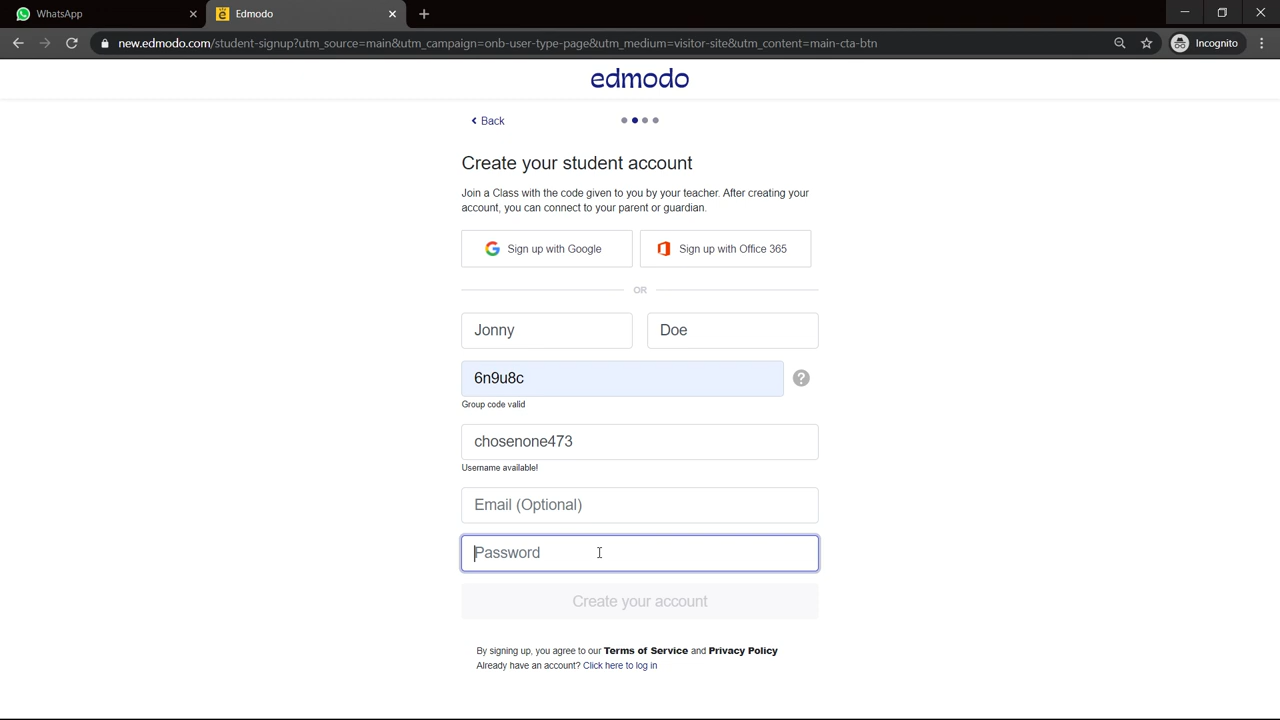 WhatsApp
Edmodo
new.edmodo.com/student-signup?utm_source=main&utm_campaign=onb-user-type-page&utm_medium=visitor-site&utm_content=main-cta-btn
Incognito
edmodo
Back
Create your student account
Join a Class with the code given to you by your teacher. After creating your
account, you can connect to your parent or guardian.
Sign up with Google
Sign up with Office 365
OR
Jonny
Doe
6n9u8c
?
Group code valid
chosenone473
Username available!
Email (Optional)
Password
Create your account
By signing up, you agree to our Terms of Service and Privacy Policy
Already have an account? Click here to log in